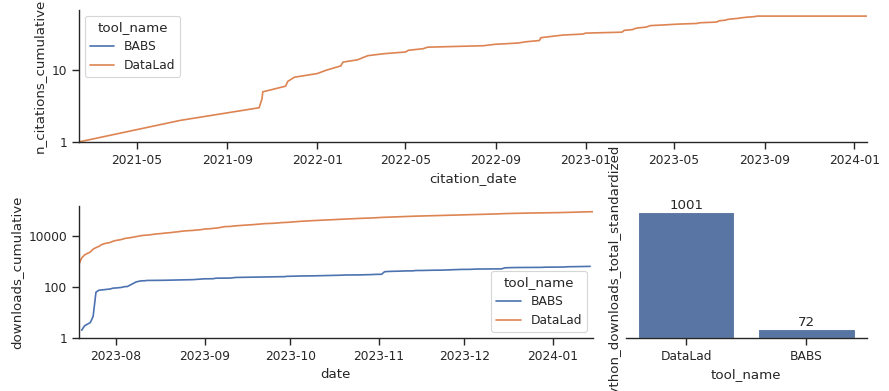 n_citations_cumulative
10
1
tool_name
BABS
DataLad
2021-05
2021-09
2022-01
2022-05
2022-09
2023-01
2023-05
2023-09
2024-01
citation_date
downloads_cumulative
10000
100
1
tool_name
BABS
DataLad
2023-08
2023-09
2023-10
2023-11
2023-12
2024-01
date
ython_downloads_total_standardized
1001
72
DataLad
BABS
tool_name